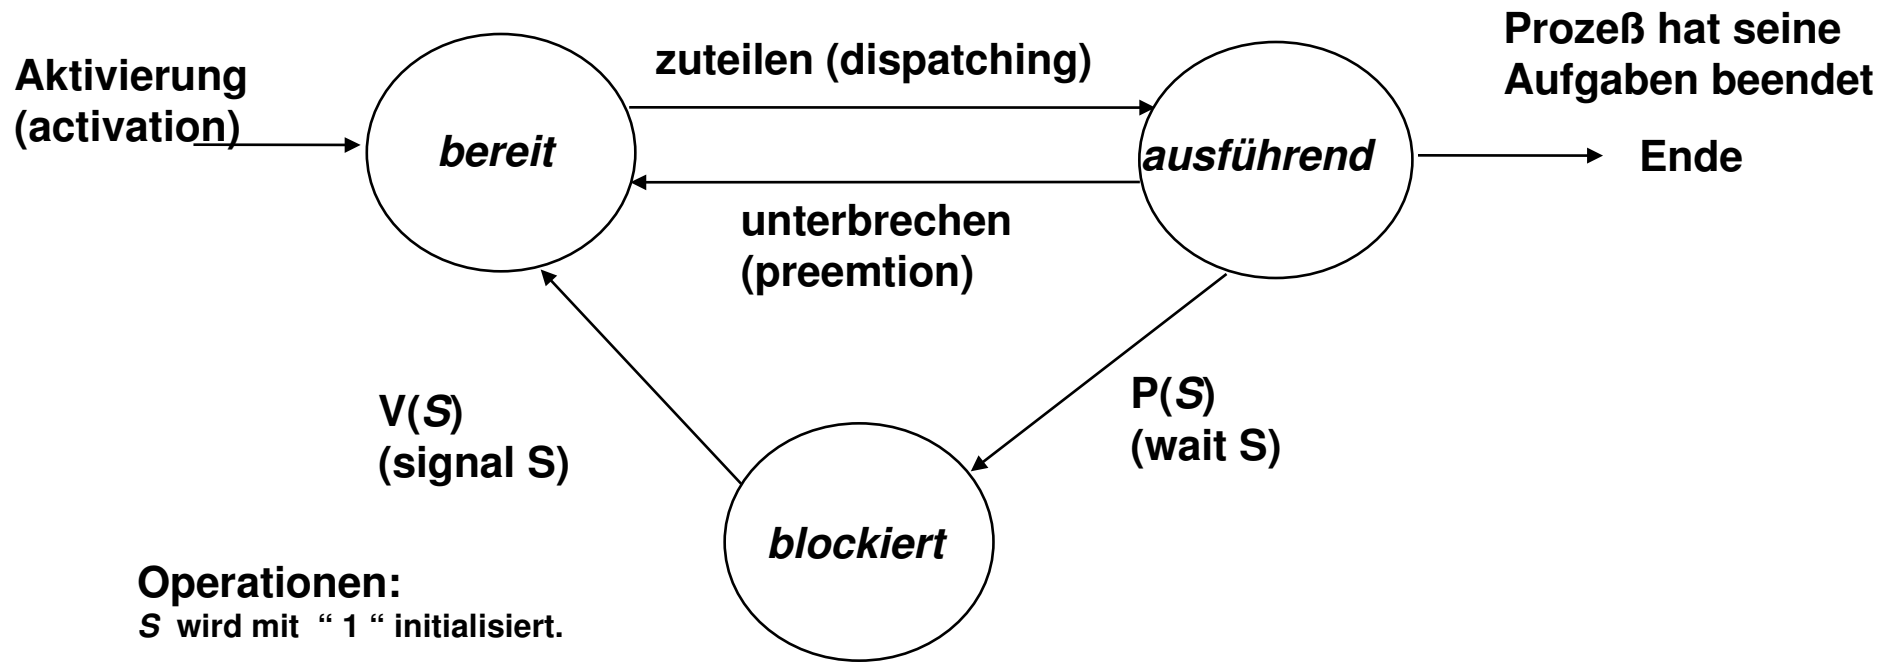 Aktivierung
(activation)
bereit
zuteilen (dispatching)
unterbrechen
(preemtion)
ausführend
Prozeß hat seine
Aufgaben beendet
Ende
V(S)
(signal S)
P(S)
(wait S)
blockiert
Operationen:
S wird mit “ 1 “ initialisiert.